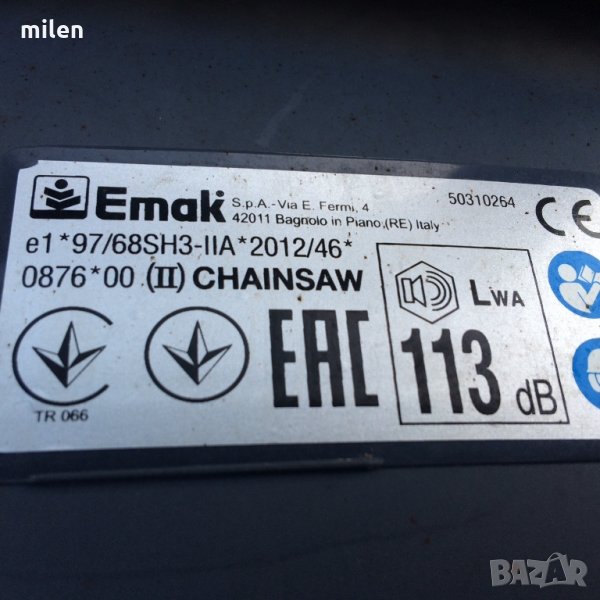 milen
Emak S.p.A.-Via E. Fermi, 4 50310264
42011 Bagnolo in Piano,(RE) Italy
CE
e1*97/68SH3-IIA*2012/46*
0876*00 (II) CHAINSAW
LWA
EAC
113 dB
TR 066
BAZAR